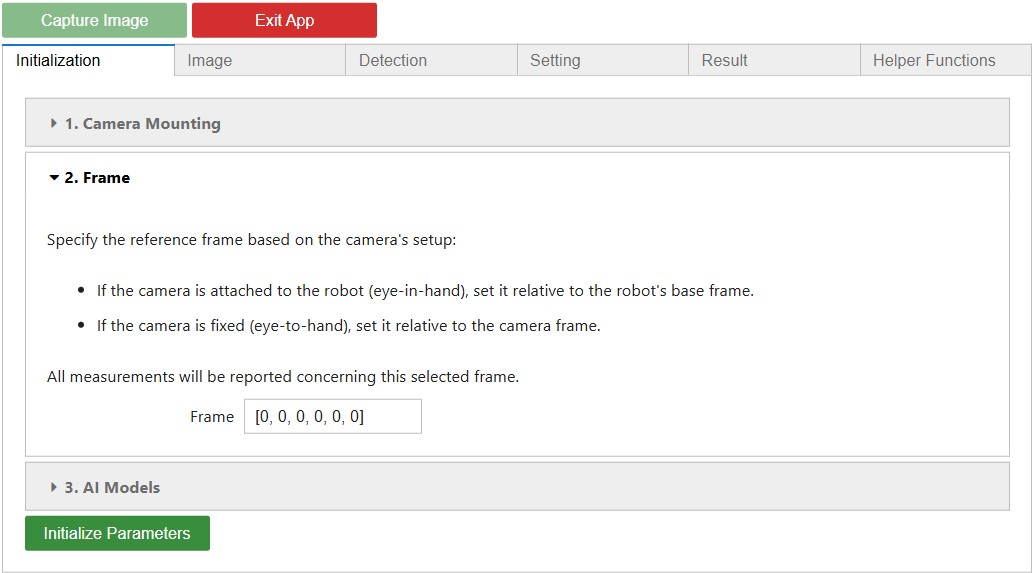 Capture Image Exit App
Initialization Image Detection Setting Result Helper Functions
1. Camera Mounting
2. Frame
Specify the reference frame based on the camera's setup:
If the camera is attached to the robot (eye-in-hand), set it relative to the robot's base frame.
If the camera is fixed (eye-to-hand), set it relative to the camera frame.
All measurements will be reported concerning this selected frame.
Frame [0, 0, 0, 0, 0, 0]
3. AI Models
Initialize Parameters